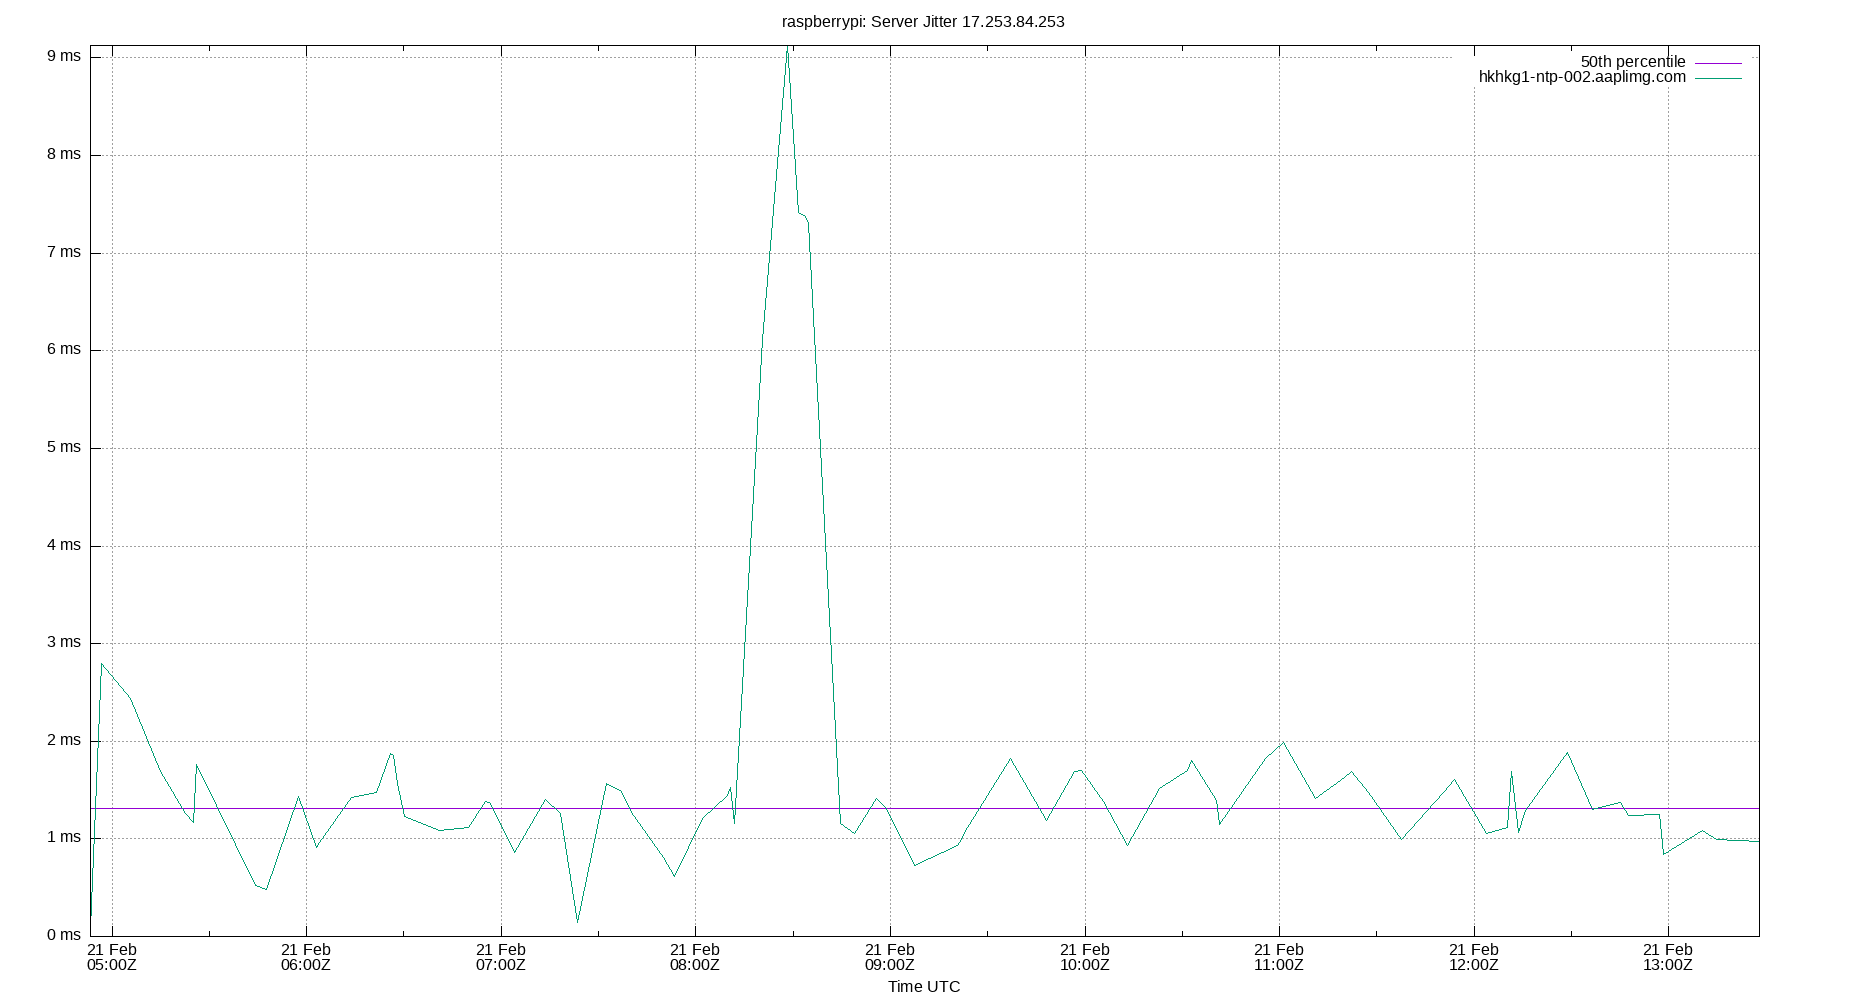 raspberrypi: Server Jitter 17.253.84.253
9 ms
8 ms
7 ms
6 ms
5 ms
4 ms
3 ms
2 ms
1 ms
0 ms
50th percentile
hkhkg1-ntp-002.aaplimg.com
21 Feb
05:00Z
21 Feb
06:00Z
21 Feb
07:00Z
21 Feb
08:00Z
21 Feb
09:00Z
21 Feb
10:00Z
21 Feb
11:00Z
21 Feb
12:00Z
21 Feb
13:00Z
Time UTC